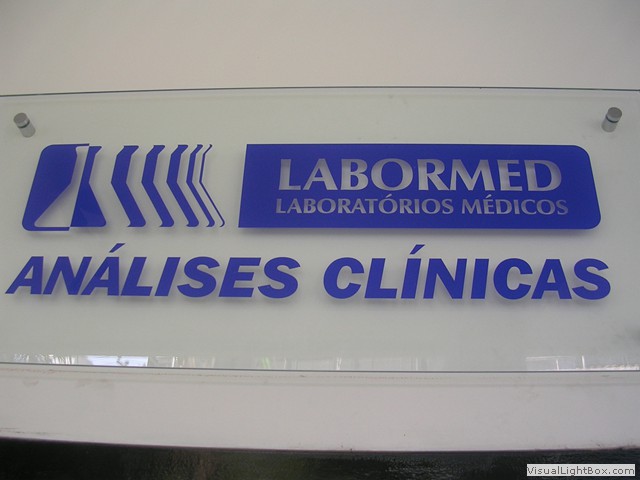 LABORMED
LABORATÓRIOS MÉDICOS
ANÁLISES CLÍNICAS
VisualLightBox.com